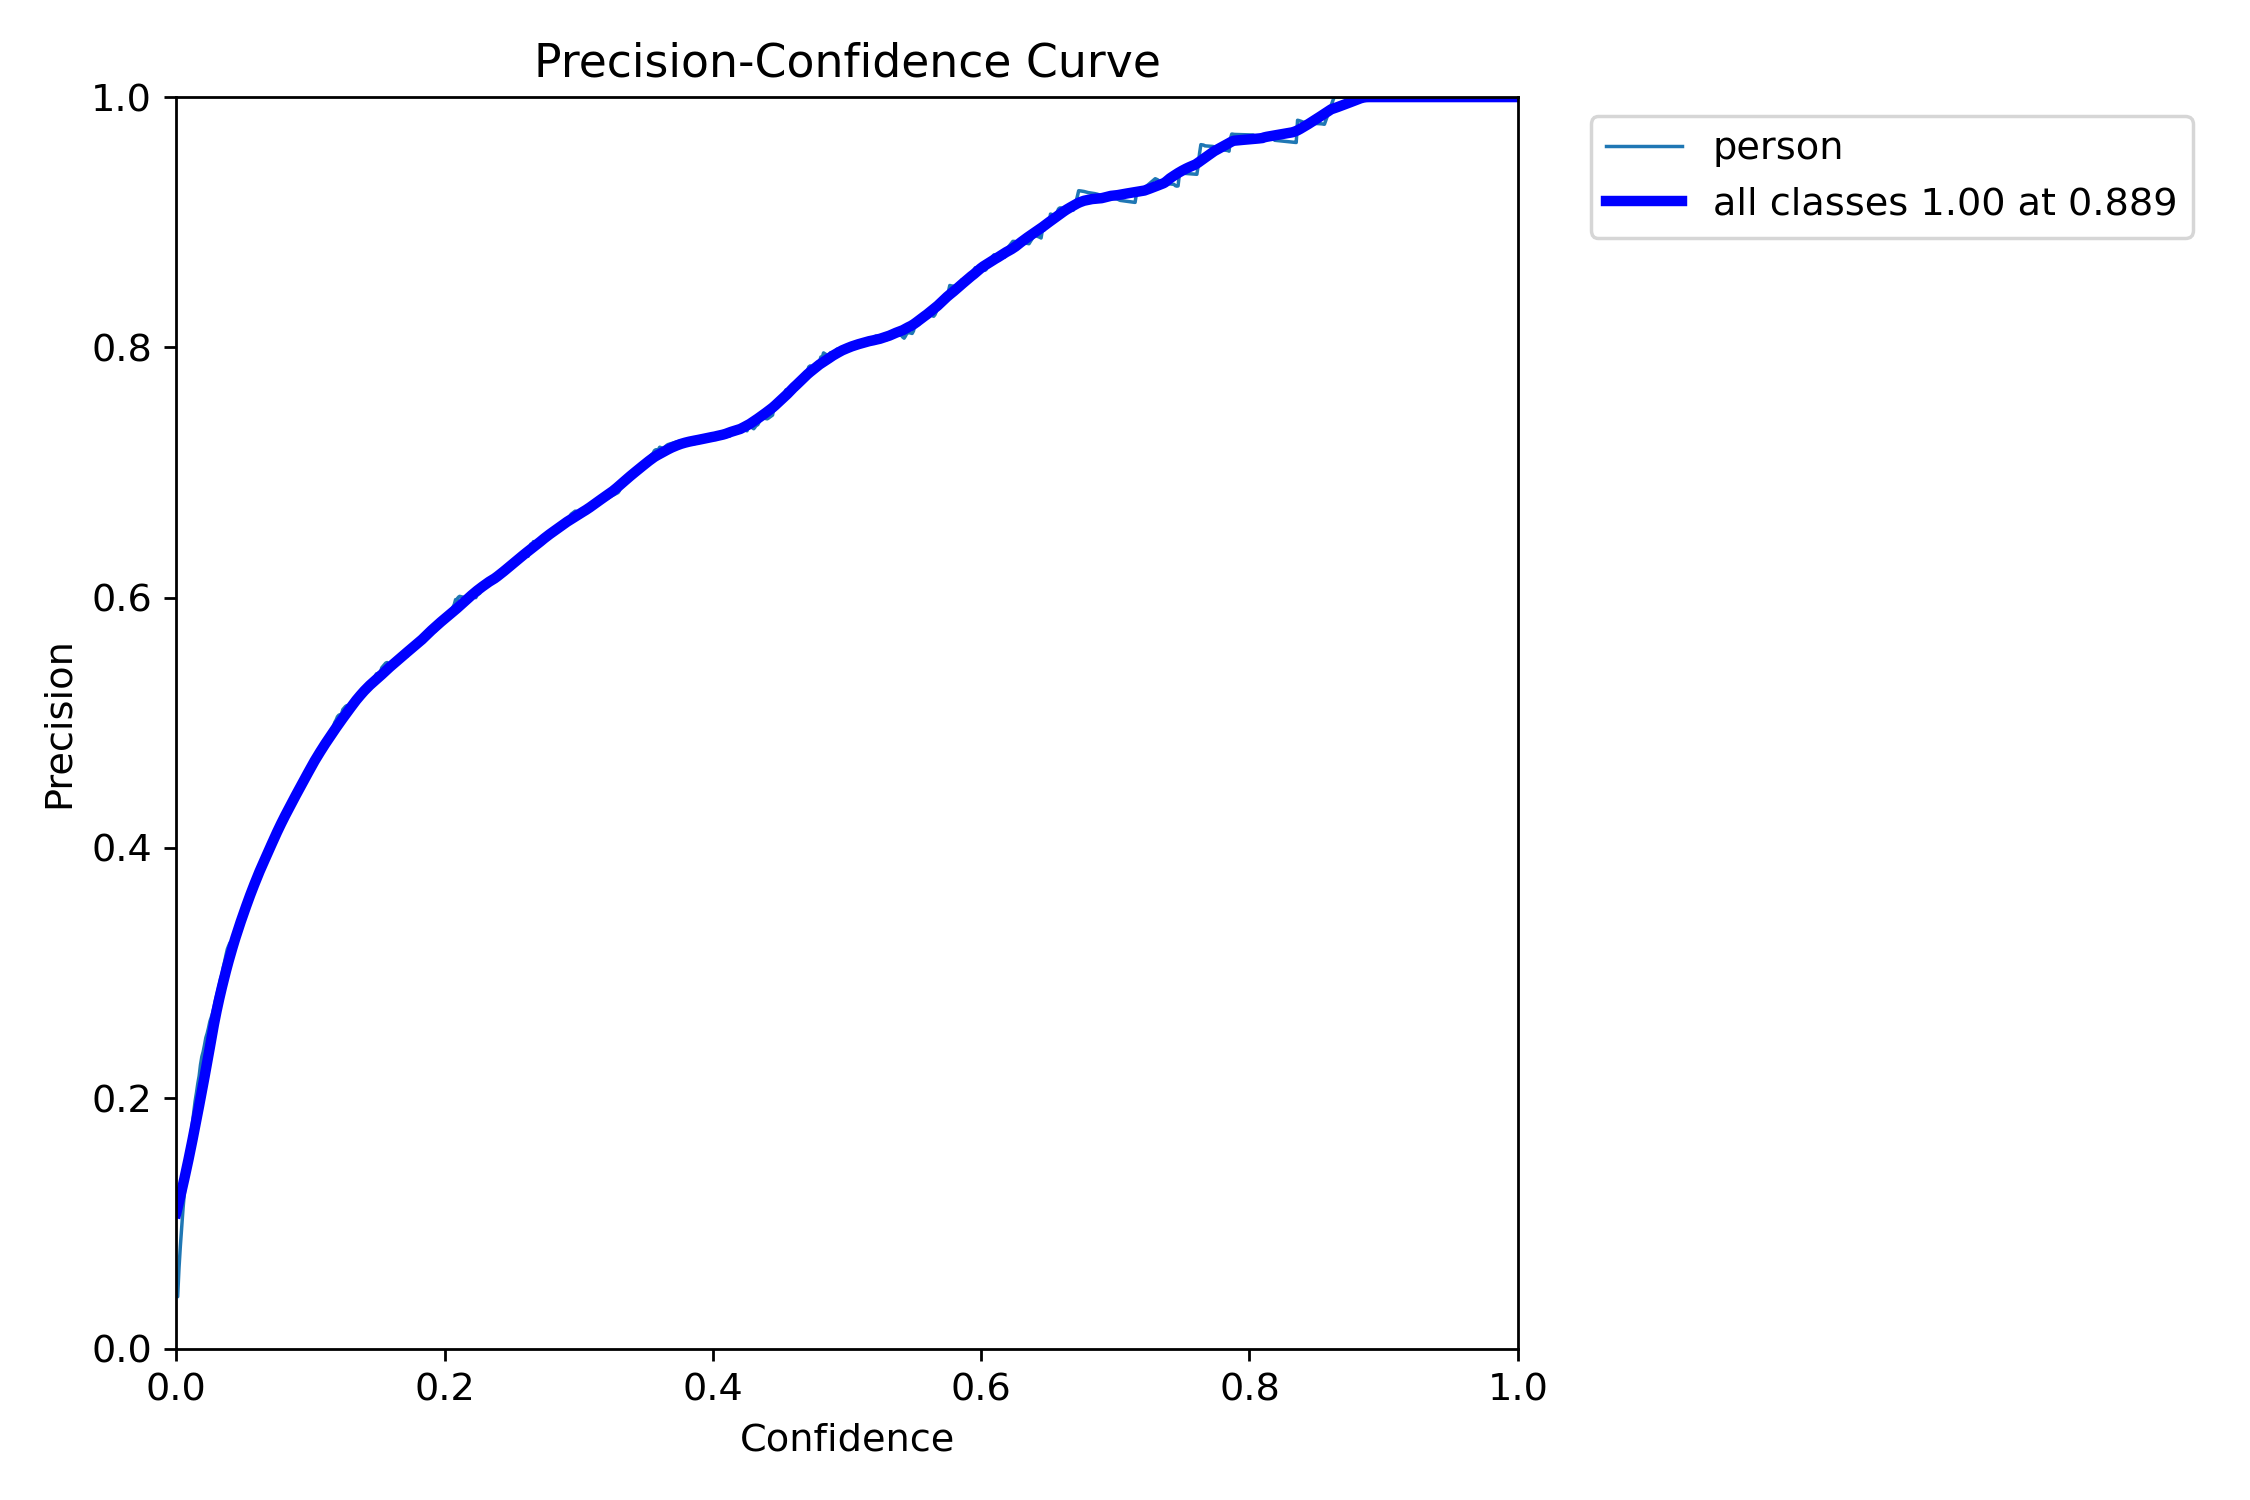 Precision-Confidence Curve
1.0
0.8
0.6
0.4
0.2
0.0
Precision
0.0 0.2 0.4 0.6 0.8 1.0
Confidence
person
all classes 1.00 at 0.889